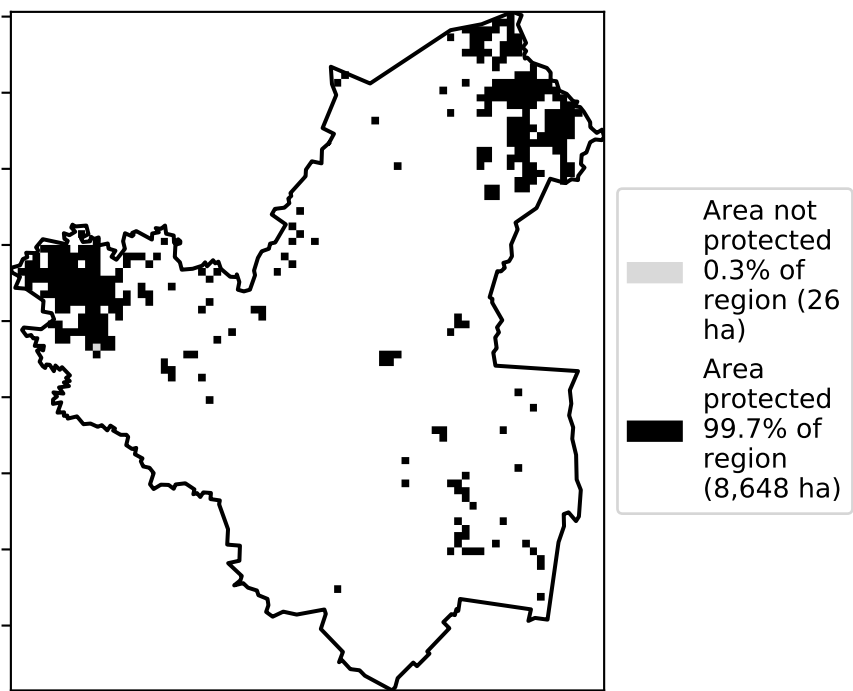 Area not
protected
0.3% of
region (26
ha)
Area
protected
99.7% of
region
(8,648 ha)